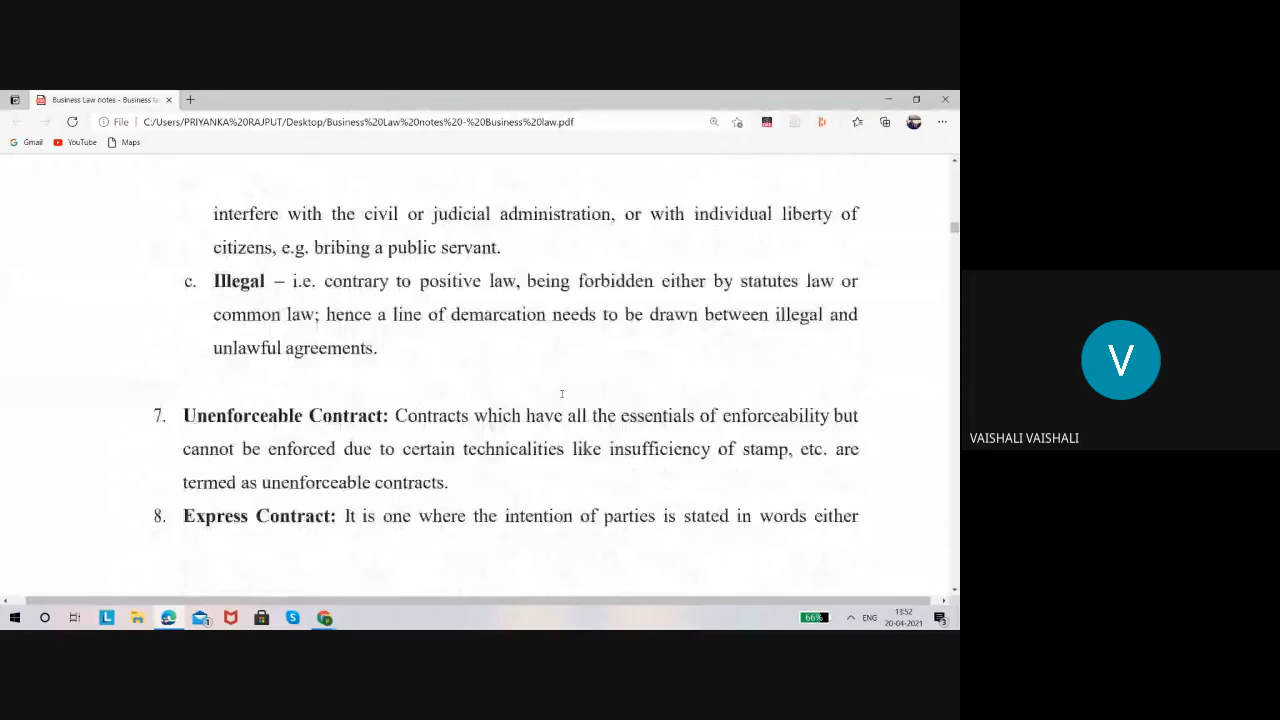 Business Law notes - Business la
File
C:/Users/PRIYANKA%20RAJPUT/Desktop/Business%20Law%20notes%20-%20Business%20law.pdf
Gmail
YouTube
Maps
interfere with the civil or judicial administration, or with individual liberty of
citizens, e.g. bribing a public servant.
c. Illegal – i.e. contrary to positive law, being forbidden either by statutes law or
common law; hence a line of demarcation needs to be drawn between illegal and
unlawful agreements.
7. Unenforceable Contract: Contracts which have all the essentials of enforceability but
cannot be enforced due to certain technicalities like insufficiency of stamp, etc. are
termed as unenforceable contracts.
8. Express Contract: It is one where the intention of parties is stated in words either
V
VAISHALI VAISHALI
66%
ENG
13:52
20-04-2021